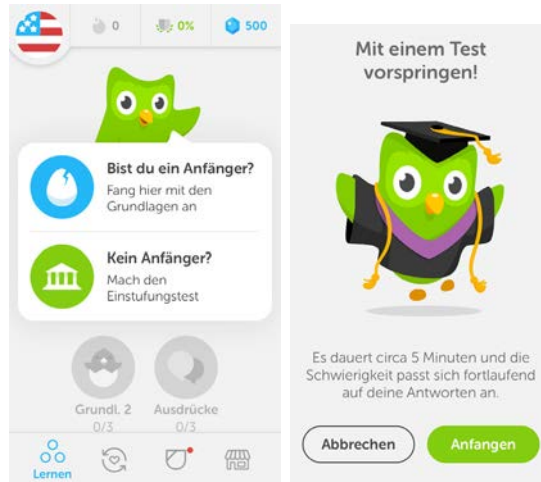 0
0%
500
Bist du ein Anfänger?
Fang hier mit den
Grundlagen an
Kein Anfänger?
Mach den
Einstufungstest
Grundl. 2
0/3
Ausdrücke
0/3
Lernen
Mit einem Test
vorspringen!
Es dauert circa 5 Minuten und die
Schwierigkeit passt sich fortlaufend
auf deine Antworten an.
Abbrechen
Anfangen